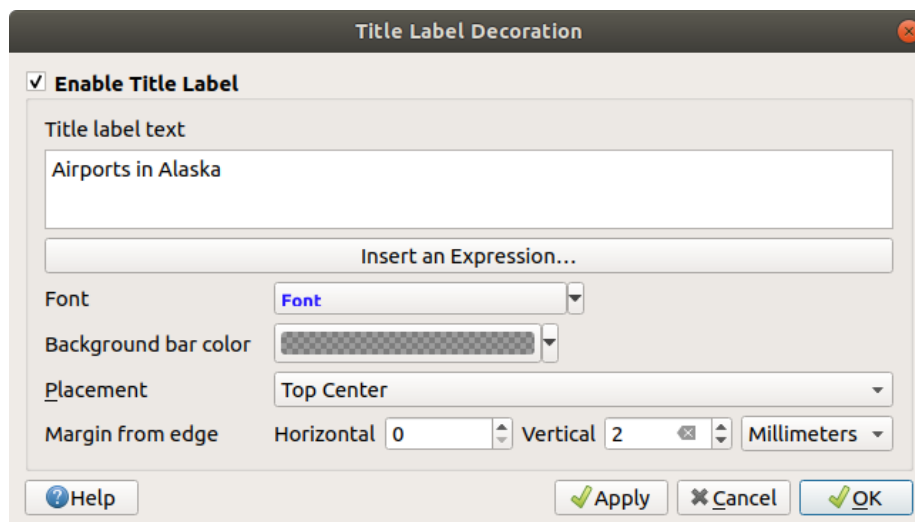 Title Label Decoration
Enable Title Label
Title label text
Airports in Alaska
Insert an Expression...
Font Font
Background bar color
Placement Top Center
Margin from edge Horizontal 0 Vertical 2 Millimeters
Help Apply Cancel OK